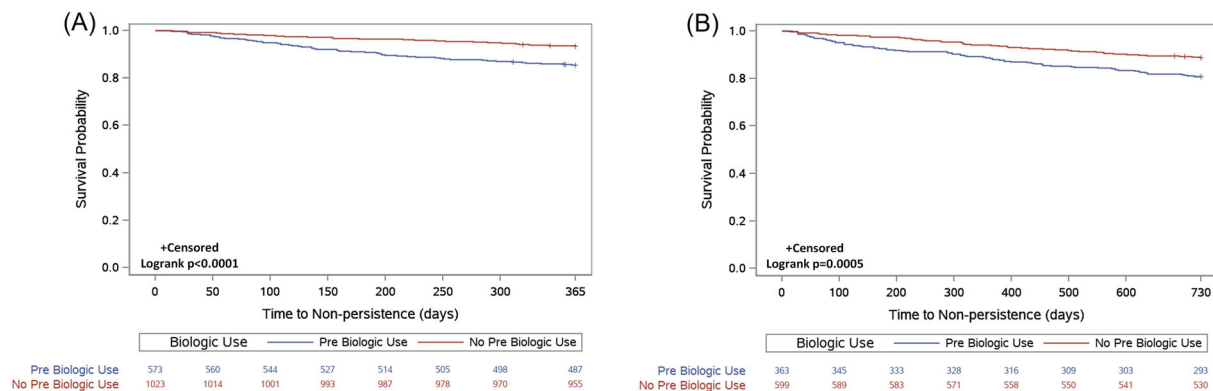 (A)
Survival Probability
1.0
0.8
0.6
0.4
0.2
0.0
+Censored
Logrank p<0.0001
0 50 100 150 200 250 300 365
Time to Non-persistence (days)
Biologic Use Pre Biologic Use No Pre Biologic Use
Pre Biologic Use 573 560 544 527 514 505 498 487
No Pre Biologic Use 1023 1014 1001 993 987 978 970 955
(B)
Survival Probability
1.0
0.8
0.6
0.4
0.2
0.0
+Censored
Logrank p=0.0005
0 100 200 300 400 500 600 730
Time to Non-persistence (days)
Biologic Use Pre Biologic Use No Pre Biologic Use
Pre Biologic Use 363 345 333 328 316 309 303 293
No Pre Biologic Use 599 589 583 571 558 550 541 530